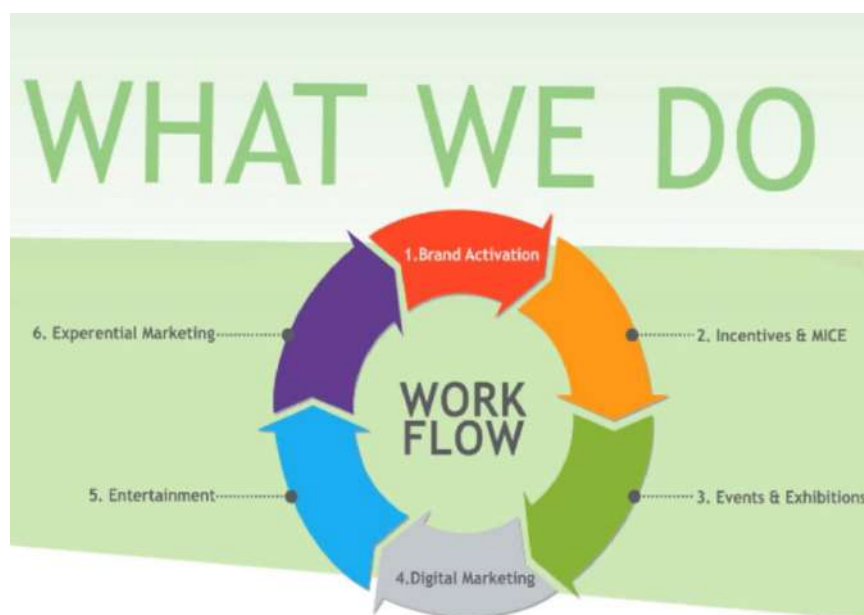 WHAT WE DO
1.Brand Activation
2. Incentives & MICE
3. Events & Exhibitions
4.Digital Marketing
5. Entertainment
6. Experential Marketing
WORK
FLOW